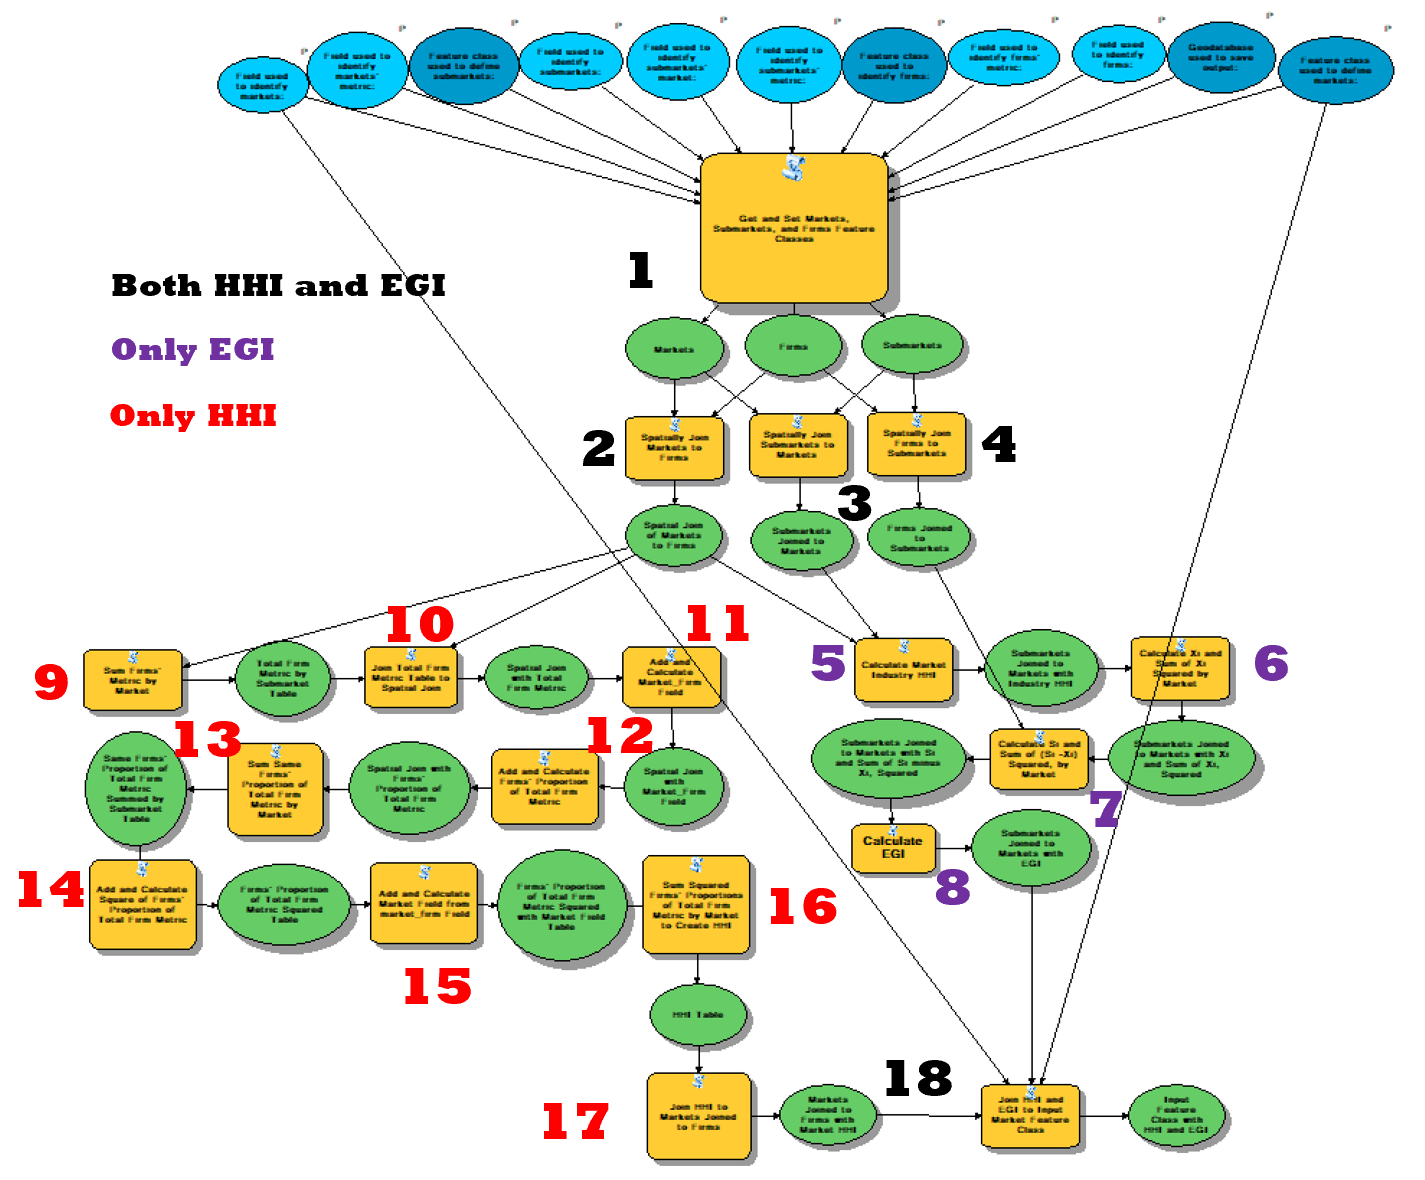 P
P
P
P
P
P
P
P
P
P
P
Field used
to identify
markets:
Field used to
identify
markets'
metric:
Feature class
used to define
submarkets:
Field used to
identify
submarkets:
Field used to
identify
submarkets'
market:
Field used to
identify
submarkets'
metric:
Feature class
used to
identify firms:
Field used to
identify firms'
metric:
Field used
to identify
firms:
Geodatabase
used to save
output:
Feature class
used to define
markets:
Get and Set Markets,
Submarkets, and Firms Feature
Classes
1
Both HHI and EGI
Only EGI
Only HHI
Markets
Firms
Submarkets
2
Spatially Join
Markets to
Firms
Spatially Join
Submarkets to
Markets
Spatially Join
Firms to
Submarkets
4
3
Spatial Join
of Markets
to Firms
Submarkets
Joined to
Markets
Firms Joined
to
Submarkets
9
Sum Firms'
Metric by
Market
Total Firm
Metric by
Submarket
Table
10
Join Total Firm
Metric Table to
Spatial Join
Spatial Join
with Total
Firm Metric
11
Add and
Calculate
Market_Firm
Field
5
Calculate Market
Industry HHI
Submarkets
Joined to
Markets with
Industry HHI
Calculate Xi and
Sum of Xi
Squared by
Market
6
13
Same Firms'
Proportion of
Total Firm
Metric
Summed by
Submarket
Table
Sum Same
Firms'
Proportion of
Total Firm
Metric by
Market
Spatial Join with
Firms'
Proportion of
Total Firm
Metric
12
Add and Calculate
Firms' Proportion
of Total Firm
Metric
Spatial Join
with
Market_Firm
Field
Submarkets Joined
to Markets with Si
and Sum of Si minus
Xi, Squared
Calculate Si and
Sum of (Si -Xi)
Squared, by
Market
Submarkets Joined
to Markets with Xi,
and Sum of Xi,
Squared
7
Calculate
EGI
8
Submarkets
Joined to
Markets with
EGI
14
Add and Calculate
Square of Firms'
Proportion of
Total Firm Metric
Firms' Proportion
of Total Firm
Metric Squared
Table
Add and Calculate
Market Field from
market_firm Field
15
Firms' Proportion
of Total Firm
Metric Squared
with Market Field
Table
Sum Squared
Firms' Proportions
of Total Firm
Metric by Market
to Create HHI
16
HHI Table
17
Join HHI to
Markets Joined
to Firms
Markets
Joined to
Firms with
Market HHI
18
Join HHI and
EGI to Input
Market Feature
Class
Input
Feature
Class with
HHI and EGI